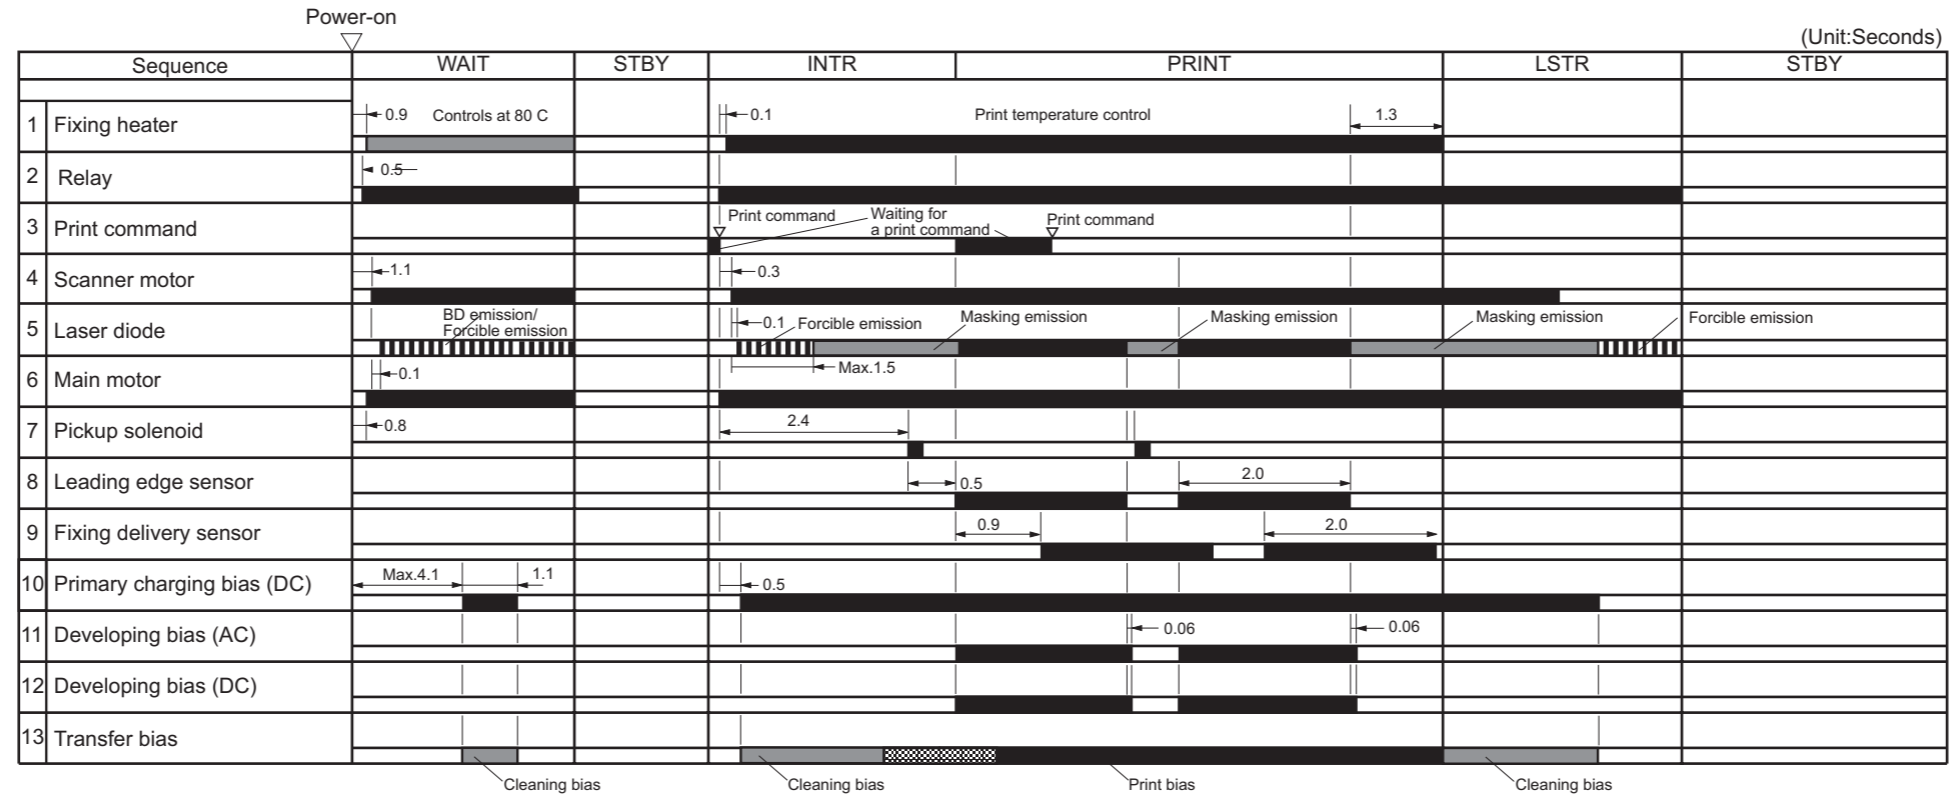 Power-on
(Unit:Seconds)
Sequence WAIT STBY INTR PRINT LSTR STBY
1 Fixing heater 0.9 Controls at 80 C 0.1 Print temperature control 1.3
2 Relay 0.5
3 Print command Print command Waiting for a print command Print command
4 Scanner motor 1.1 0.3
5 Laser diode BD emission/ Forcible emission 0.1 Forcible emission Masking emission Masking emission Masking emission Forcible emission
Max.1.5
6 Main motor 0.1
7 Pickup solenoid 0.8 2.4
8 Leading edge sensor 0.5 2.0
9 Fixing delivery sensor 0.9 2.0
10 Primary charging bias (DC) Max.4.1 1.1 0.5
11 Developing bias (AC) 0.06 0.06
12 Developing bias (DC)
13 Transfer bias
Cleaning bias Cleaning bias Print bias Cleaning bias